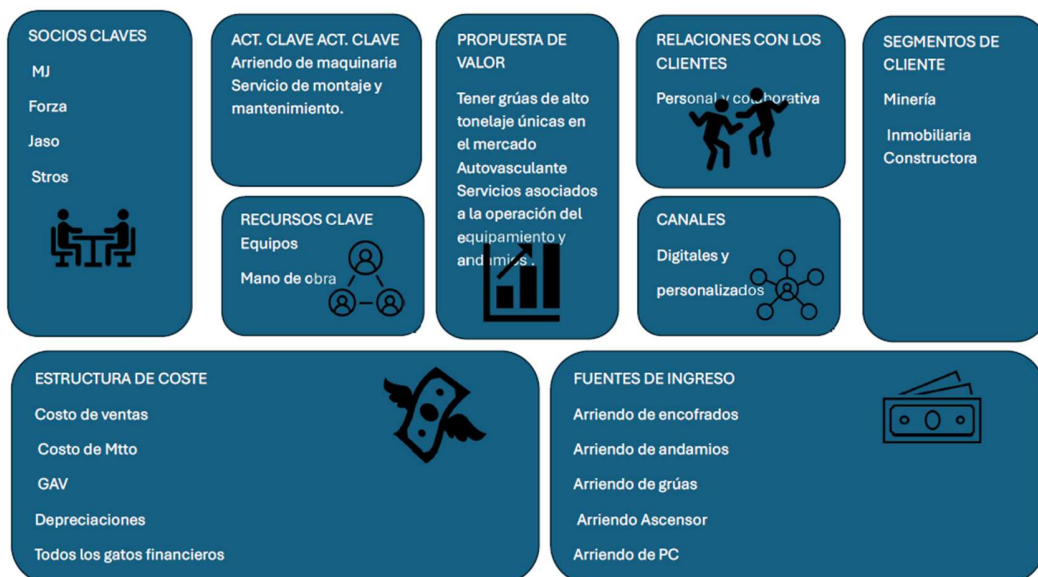 SOCIOS CLAVES
MJ
Forza
Jaso
Stros
ACT. CLAVE ACT. CLAVE
Arriendo de maquinaria
Servicio de montaje y
mantenimiento.
RECURSOS CLAVE
Equipos
Mano de obra
PROPUESTA DE
VALOR
Tener grúas de alto
tonelaje únicas en
el mercado
Autovasculante
Servicios asociados
a la operación del
equipamiento y
andamios .
RELACIONES CON LOS
CLIENTES
Personal y colaborativa
CANALES
Digitales y
personalizados
SEGMENTOS DE
CLIENTE
Minería
Inmobiliaria
Constructora
ESTRUCTURA DE COSTE
Costo de ventas
Costo de Mtto
GAV
Depreciaciones
Todos los gatos financieros
FUENTES DE INGRESO
Arriendo de encofrados
Arriendo de andamios
Arriendo de grúas
Arriendo Ascensor
Arriendo de PC